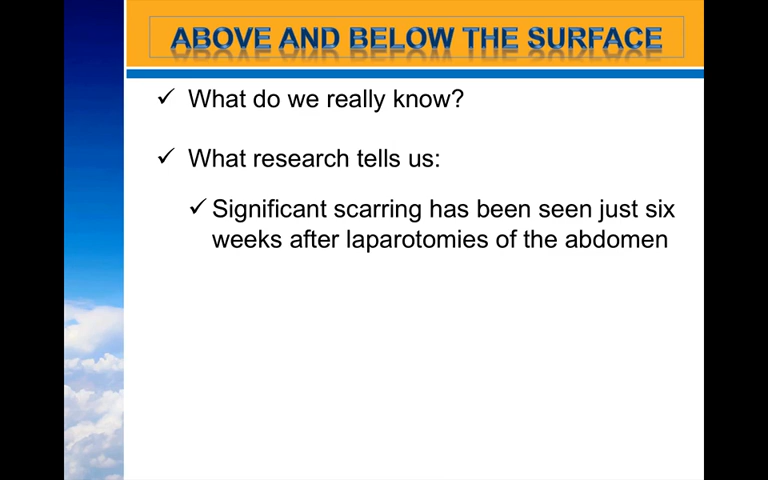 ABOVE AND BELOW THE SURFACE
✓ What do we really know?
✓ What research tells us:
✓ Significant scarring has been seen just six
weeks after laparotomies of the abdomen